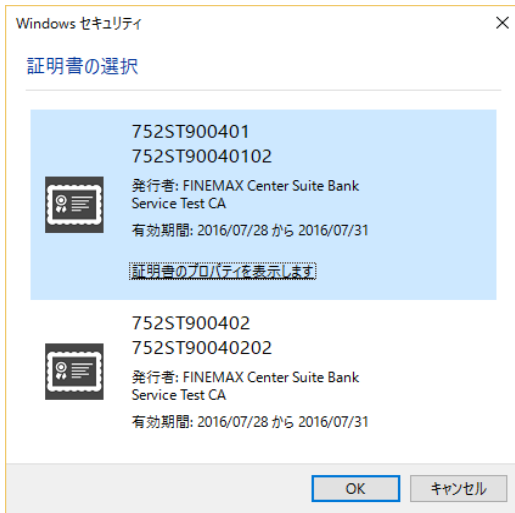 Windows セキュリティ
証明書の選択
752ST900401
752ST90040102
発行者: FINEMAX Center Suite Bank
Service Test CA
有効期間: 2016/07/28 から 2016/07/31
証明書のプロパティを表示します
752ST900402
752ST90040202
発行者: FINEMAX Center Suite Bank
Service Test CA
有効期間: 2016/07/28 から 2016/07/31
OK
キャンセル